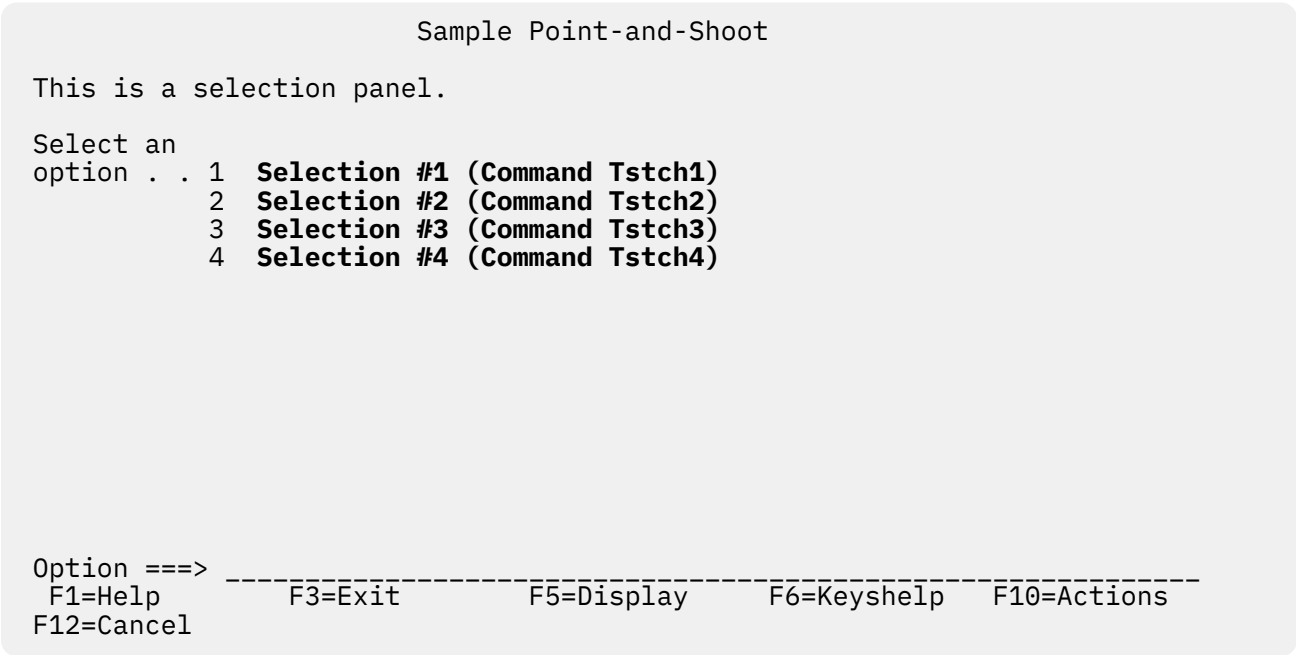 Sample Point-and-Shoot
This is a selection panel.
Select an
option . . 1 Selection #1 (Command Tstch1)
2 Selection #2 (Command Tstch2)
3 Selection #3 (Command Tstch3)
4 Selection #4 (Command Tstch4)
Option ===> _____________________________________________________________
F1=Help F3=Exit F5=Display F6=Keyshelp F10=Actions
F12=Cancel